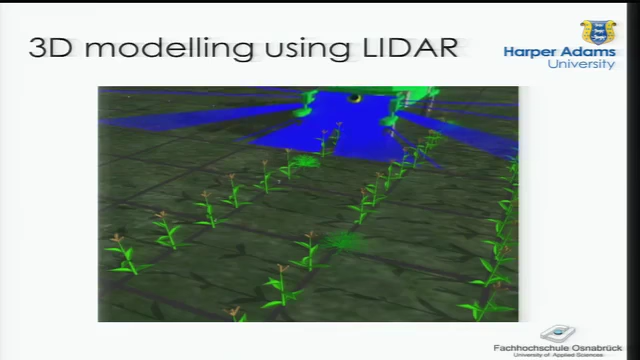 3D modelling using LIDAR
Harper Adams
University
Fachhochschule Osnabrück
University of Applied Sciences